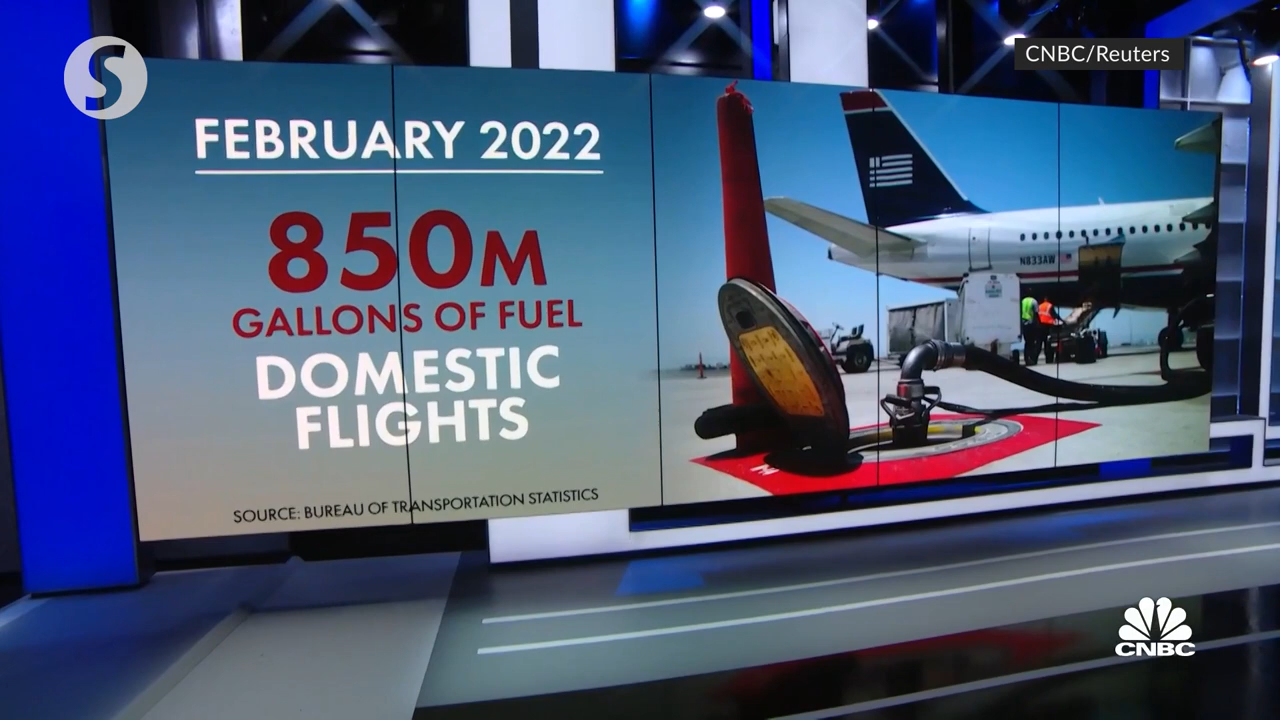 S
CNBC/Reuters
FEBRUARY 2022
850M
GALLONS OF FUEL
DOMESTIC
FLIGHTS
SOURCE: BUREAU OF TRANSPORTATION STATISTICS
N833AW
CNBC